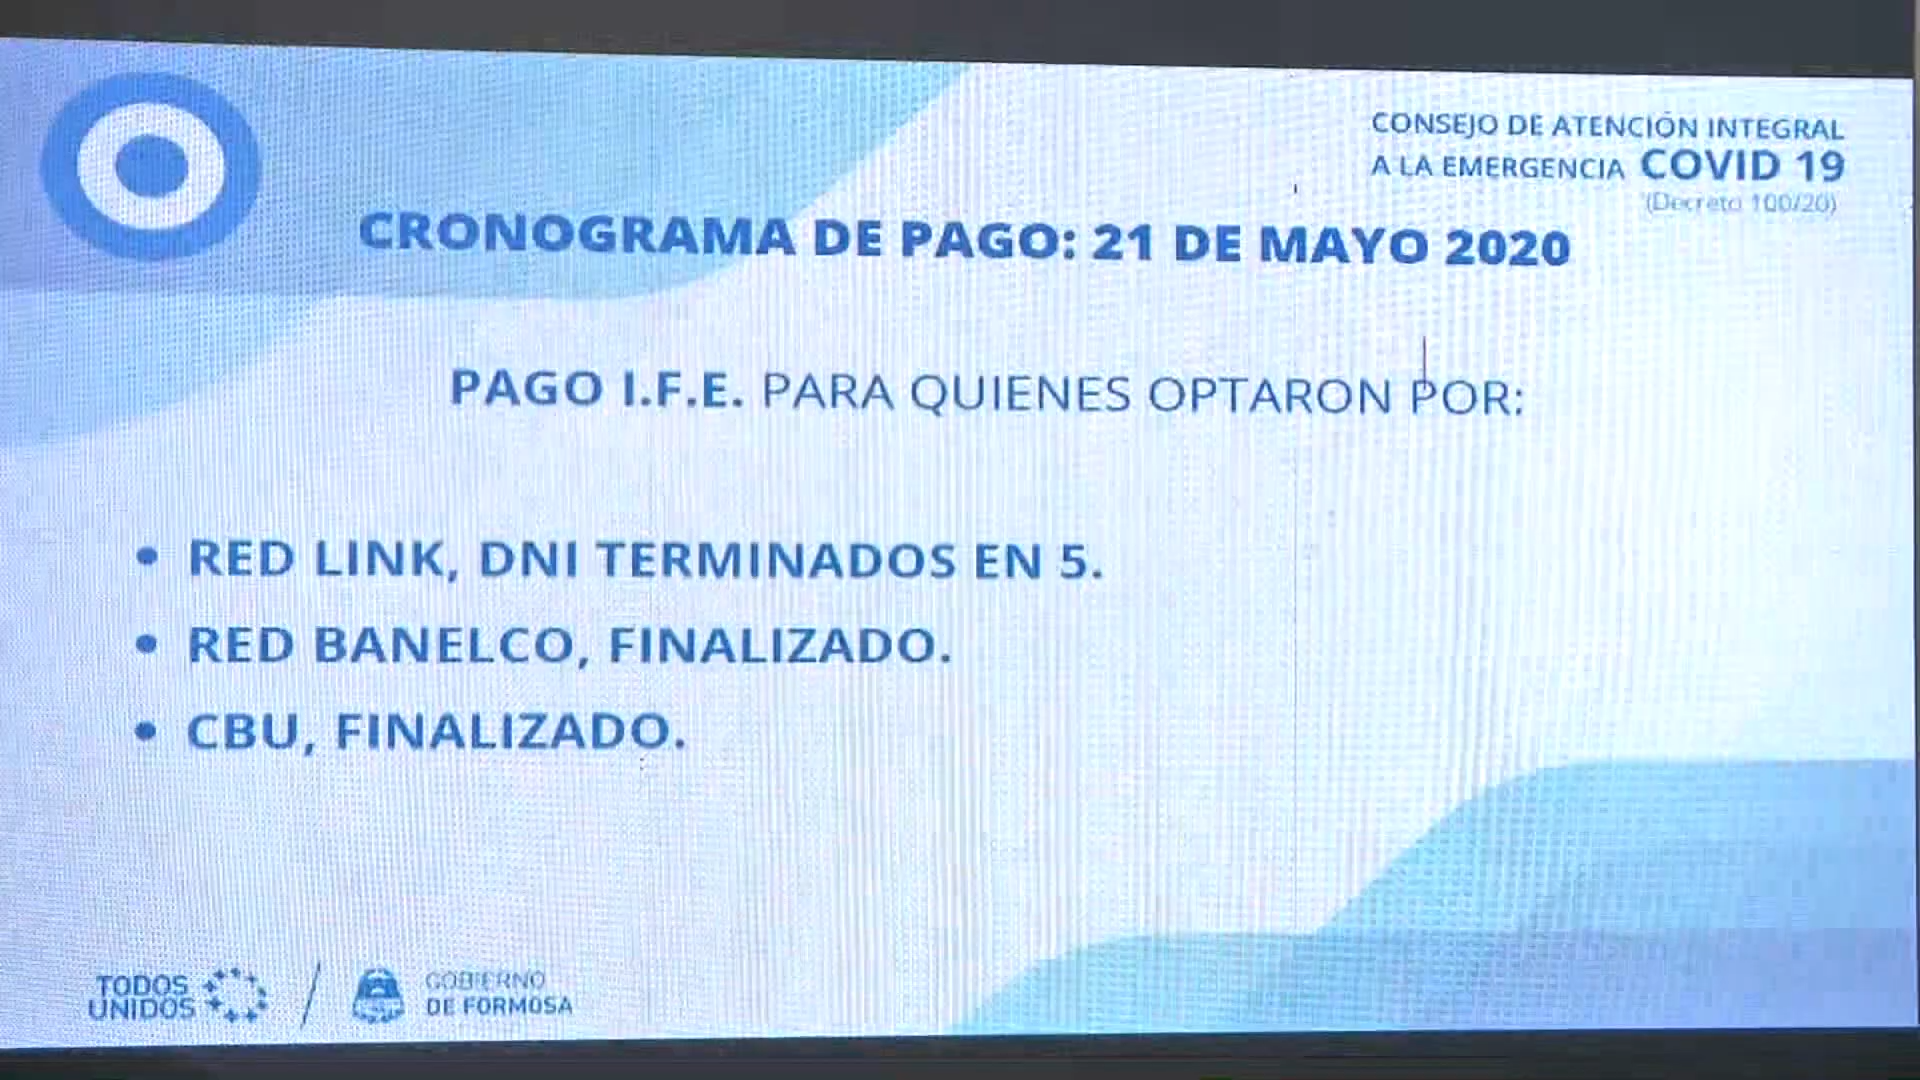 CONSEJO DE ATENCIÓN INTEGRAL
A LA EMERGENCIA COVID 19
(Decreto 100/20)
CRONOGRAMA DE PAGO: 21 DE MAYO 2020
PAGO I.F.E. PARA QUIENES OPTARON POR:
• RED LINK, DNI TERMINADOS EN 5.
• RED BANELCO, FINALIZADO.
• CBU, FINALIZADO.
TODOS
UNIDOS
GOBIERNO
DE FORMOSA